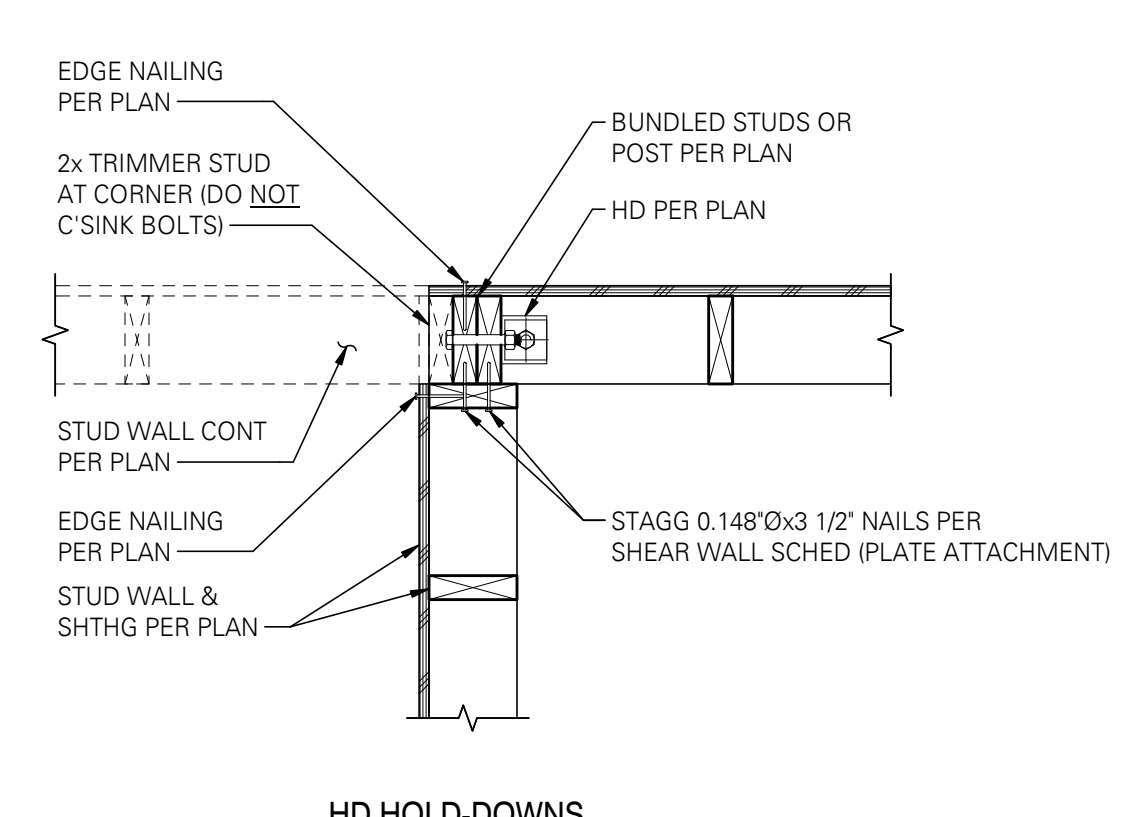 EDGE NAILING
PER PLAN
2x TRIMMER STUD
AT CORNER (DO NOT
C'SINK BOLTS)
BUNDLED STUDS OR
POST PER PLAN
HD PER PLAN
STUD WALL CONT
PER PLAN
EDGE NAILING
PER PLAN
STUD WALL &
SHTHG PER PLAN
STAGG 0.148"Øx3 1/2" NAILS PER
SHEAR WALL SCHED (PLATE ATTACHMENT)
HD HOLD-DOWNS